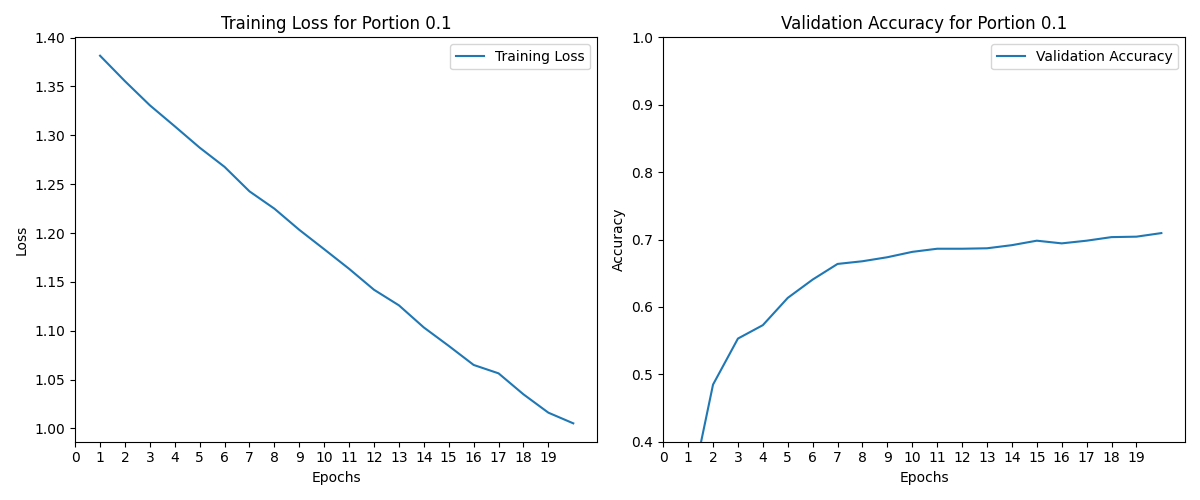 Training Loss for Portion 0.1
1.40
1.35
1.30
1.25
1.20
1.15
1.10
1.05
1.00
Loss
Training Loss
0 1 2 3 4 5 6 7 8 9 10 11 12 13 14 15 16 17 18 19
Epochs
Validation Accuracy for Portion 0.1
1.0
0.9
0.8
0.7
0.6
0.5
0.4
Accuracy
Validation Accuracy
0 1 2 3 4 5 6 7 8 9 10 11 12 13 14 15 16 17 18 19
Epochs